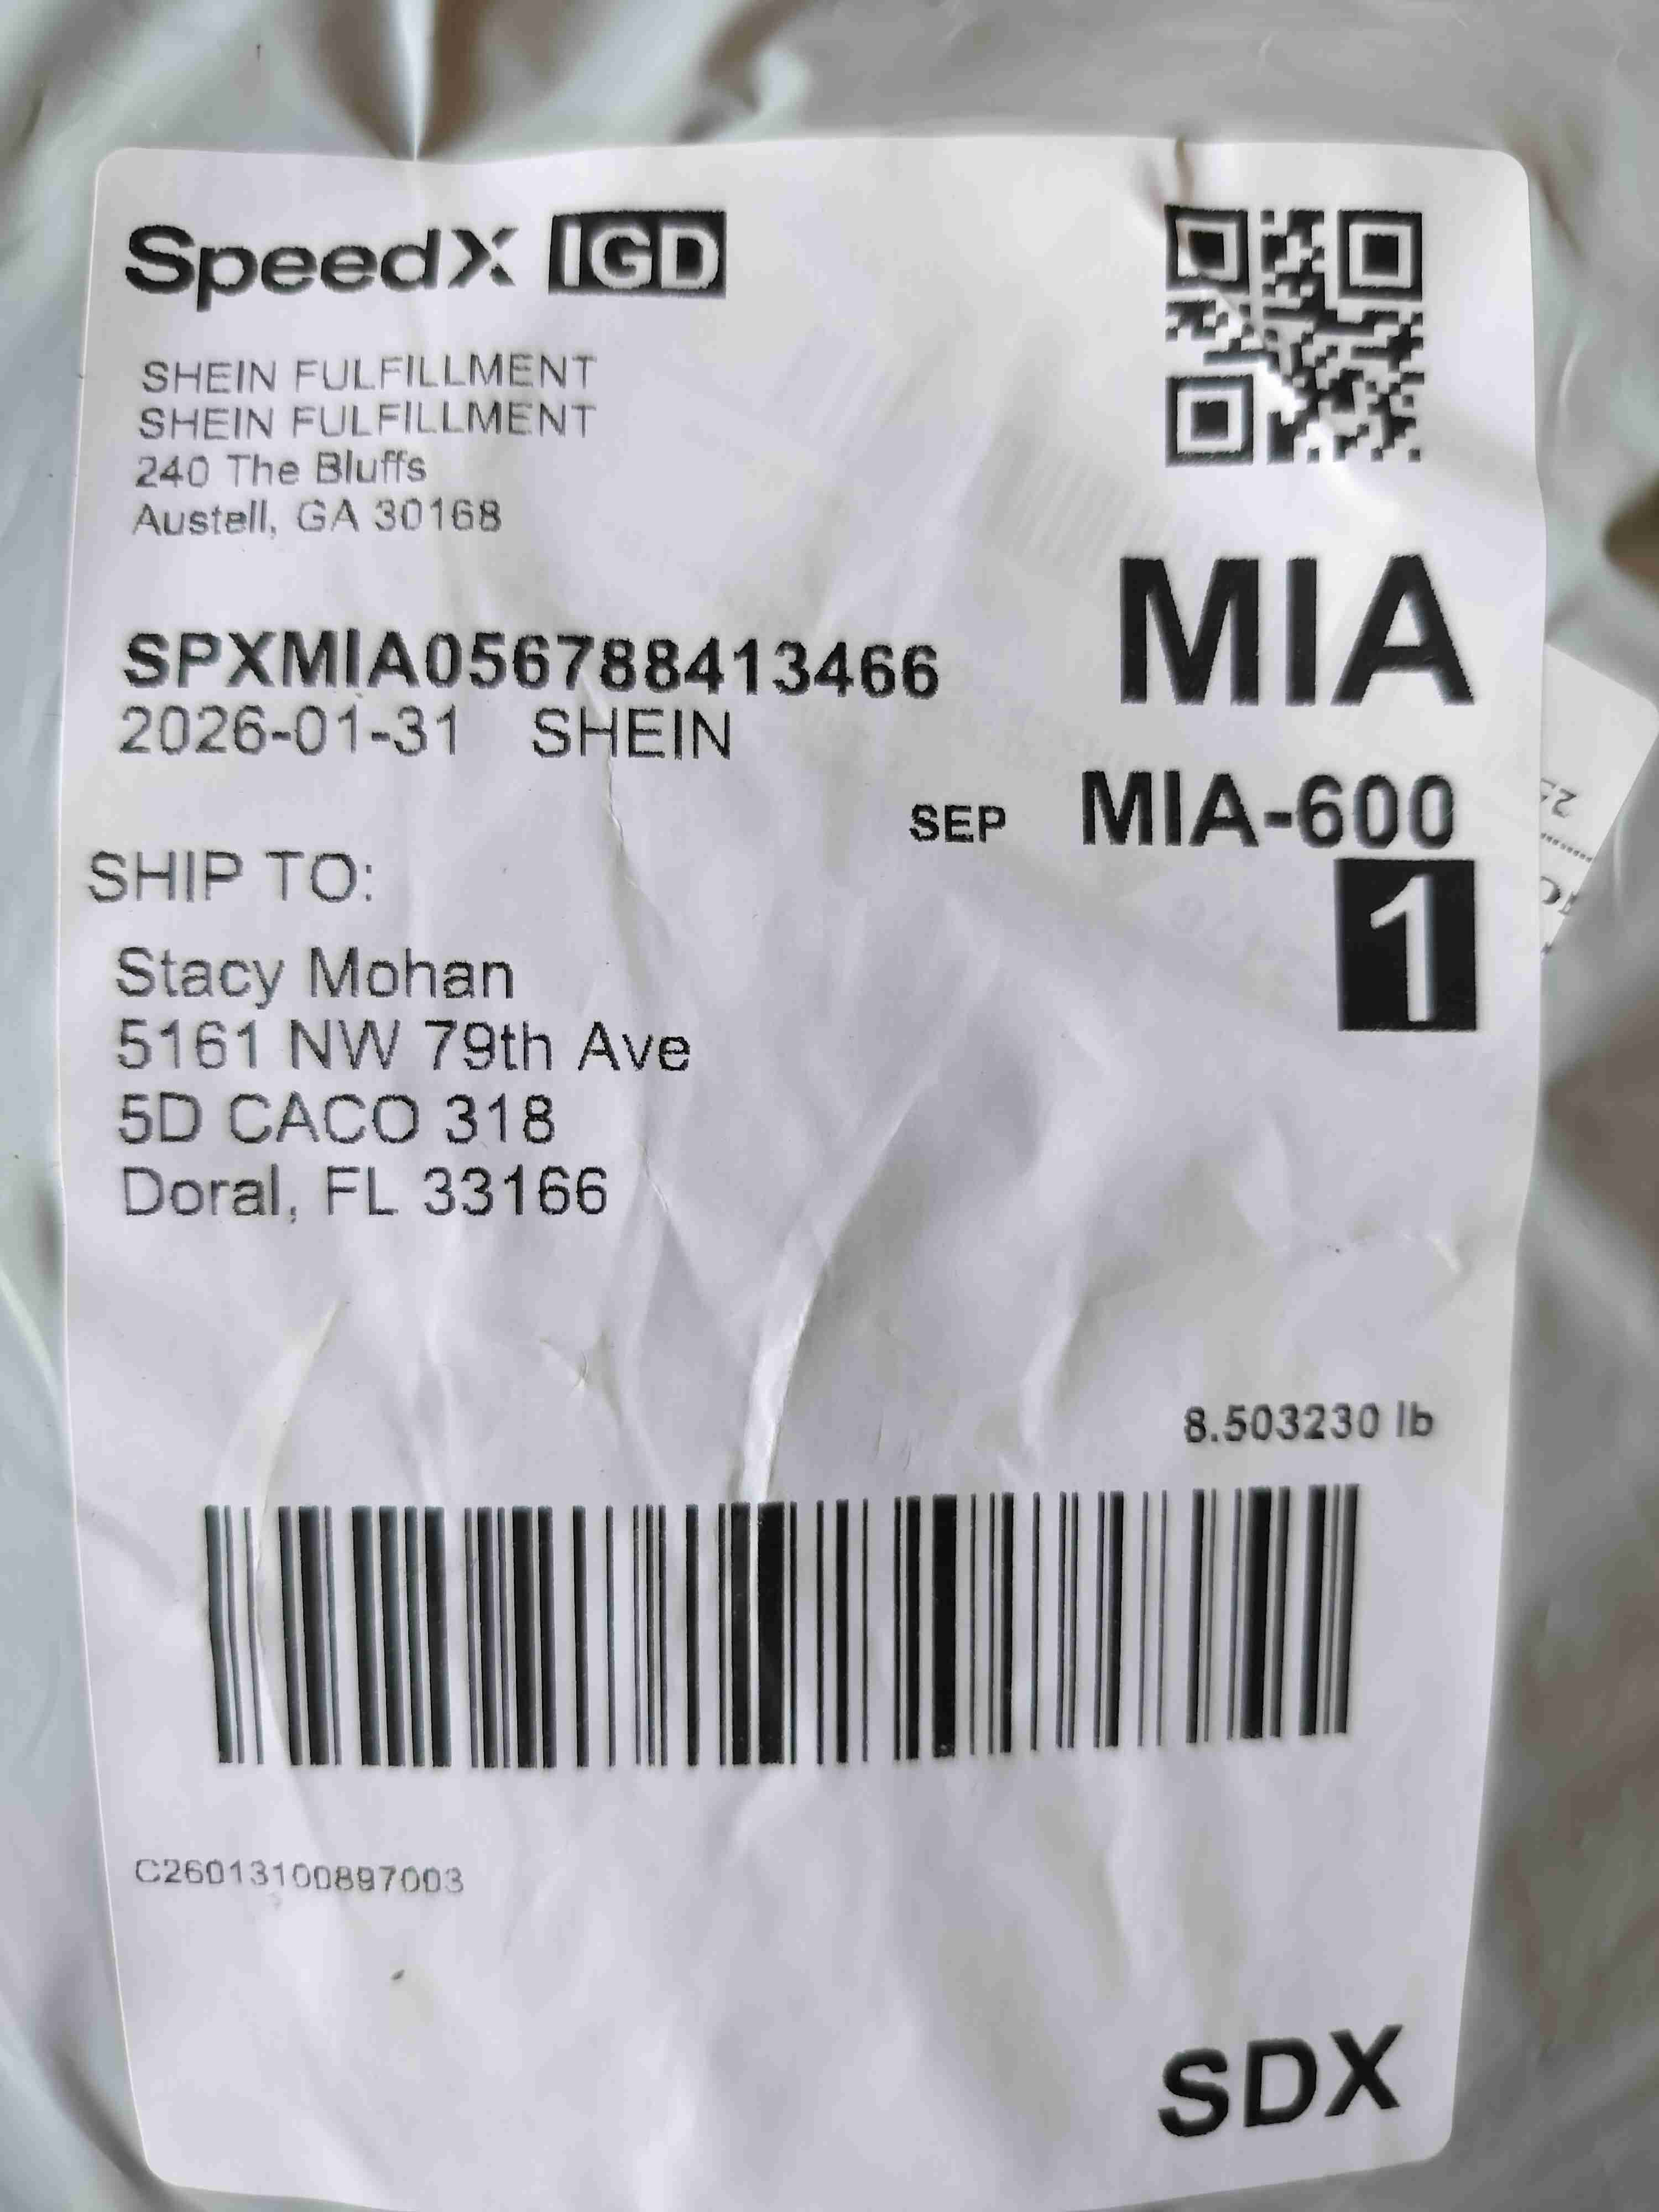 SpeedX IGD
SHEIN FULFILLMENT
SHEIN FULFILLMENT
240 The Bluffs
Austell, GA 30168
MIA
SPXMIA056788413466
2026-01-31 SHEIN
SEP MIA-600
1
SHIP TO:
Stacy Mohan
5161 NW 79th Ave
5D CACO 318
Doral, FL 33166
8.503230 lb
C26013100897003
SDX